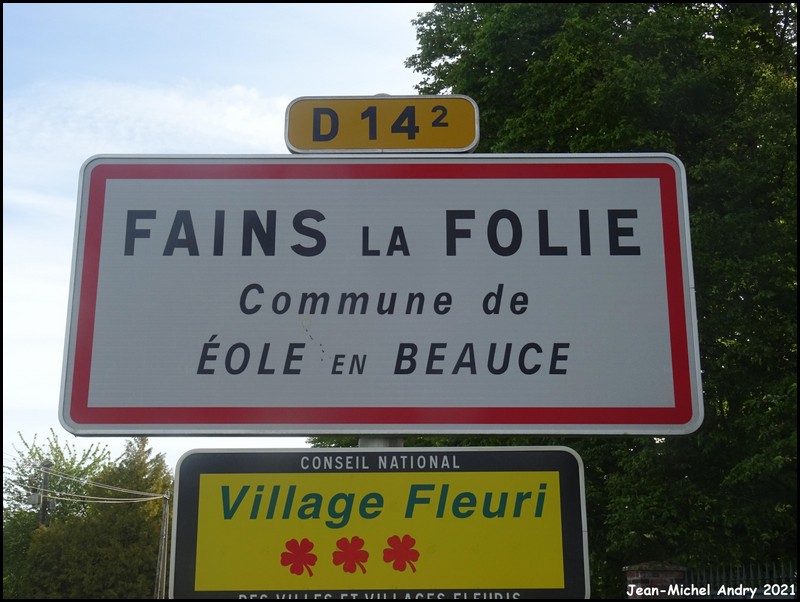 D 14²
FAINS LA FOLIE
Commune de
ÉOLE EN BEAUCE
CONSEIL NATIONAL
Village Fleuri
DES VILLES ET VILLAGES FLEURIS
Jean-Michel Andry 2021